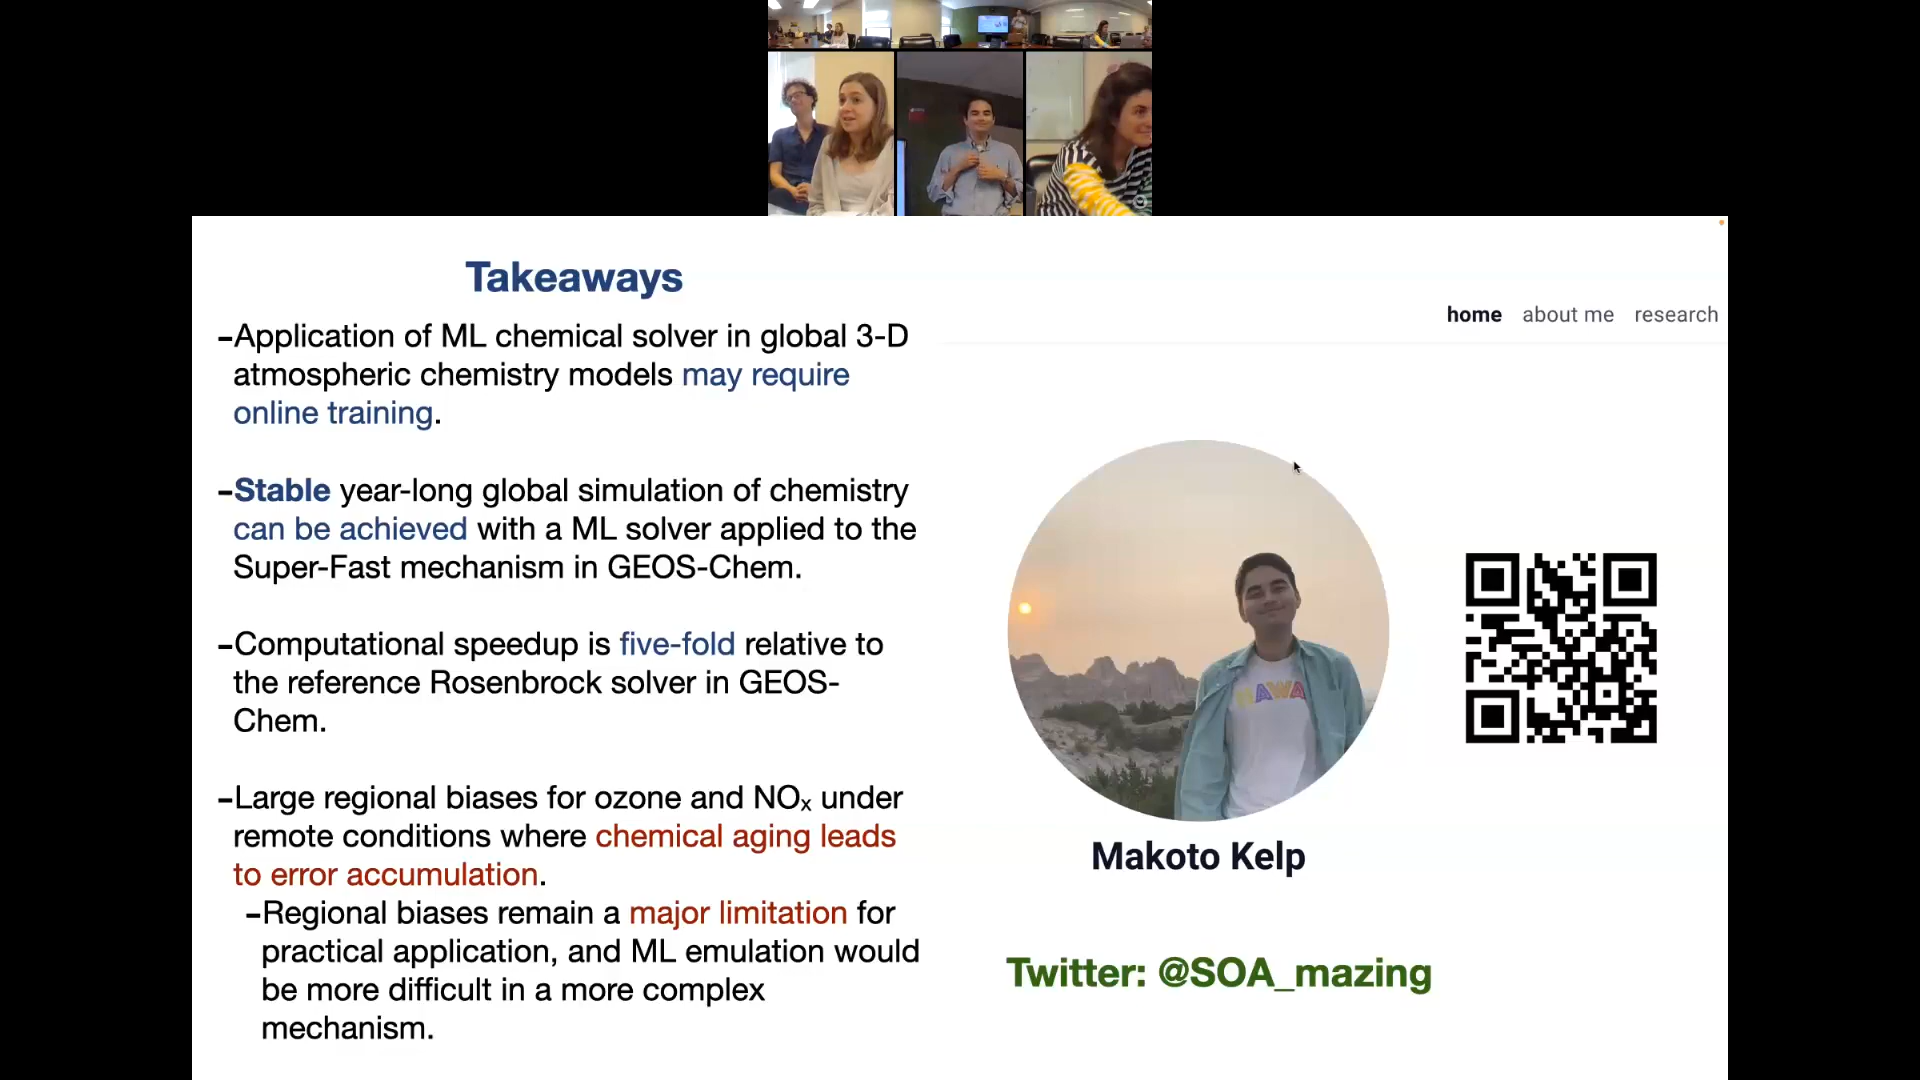 Takeaways
-Application of ML chemical solver in global 3-D
atmospheric chemistry models may require
online training.
-Stable year-long global simulation of chemistry
can be achieved with a ML solver applied to the
Super-Fast mechanism in GEOS-Chem.
-Computational speedup is five-fold relative to
the reference Rosenbrock solver in GEOS-
Chem.
-Large regional biases for ozone and NOₓ under
remote conditions where chemical aging leads
to error accumulation.
-Regional biases remain a major limitation for
practical application, and ML emulation would
be more difficult in a more complex
mechanism.
home about me research
HAWA
Makoto Kelp
Twitter: @SOA_mazing